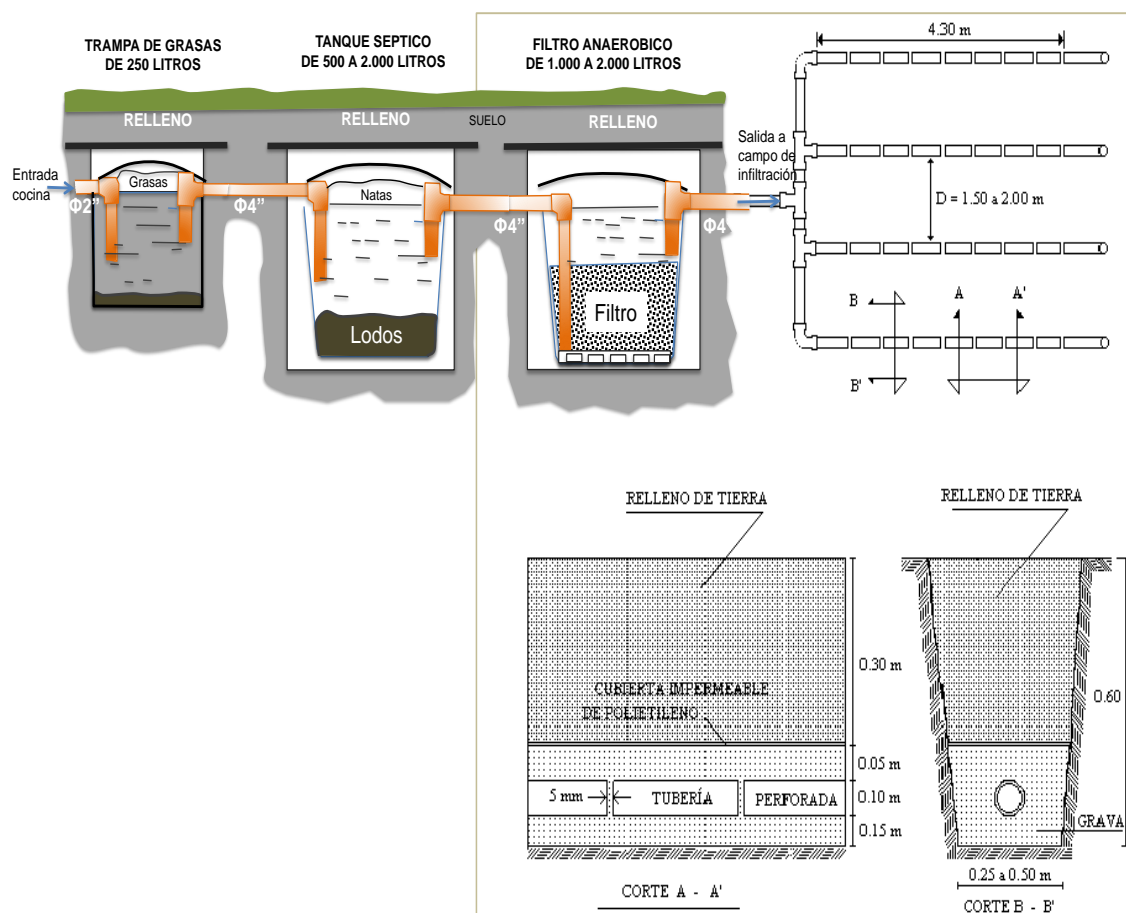 TRAMPA DE GRASAS
DE 250 LITROS
TANQUE SEPTICO
DE 500 A 2.000 LITROS
FILTRO ANAEROBICO
DE 1.000 A 2.000 LITROS
RELLENO
RELLENO
SUELO
RELLENO
Entrada
cocina
Φ2”
Grasas
Φ4”
Natas
Φ4”
Φ4
Lodos
Filtro
Salida a
campo de
infiltración
4.30 m
D = 1.50 a 2.00 m
B
A
A'
B'
RELLENO DE TIERRA
RELLENO DE TIERRA
0.30 m
0.60
CUBIERTA IMPERMEABLE
DE POLIETILENO
0.05 m
5 mm
TUBERÍA
PERFORADA
0.10 m
0.15 m
GRAVA
0.25 a 0.50 m
CORTE A - A'
CORTE B - B'